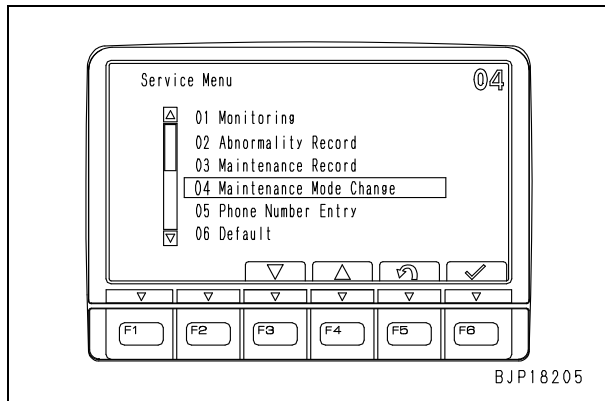 Service Menu 04
01 Monitoring
02 Abnormality Record
03 Maintenance Record
04 Maintenance Mode Change
05 Phone Number Entry
06 Default
F1 F2 F3 F4 F5 F6
BJP18205